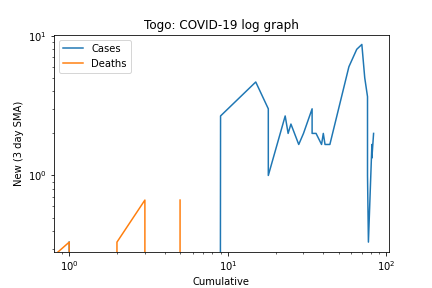 Togo: COVID-19 log graph
Cases
Deaths
10¹
10⁰
New (3 day SMA)
10⁰ 10¹ 10²
Cumulative